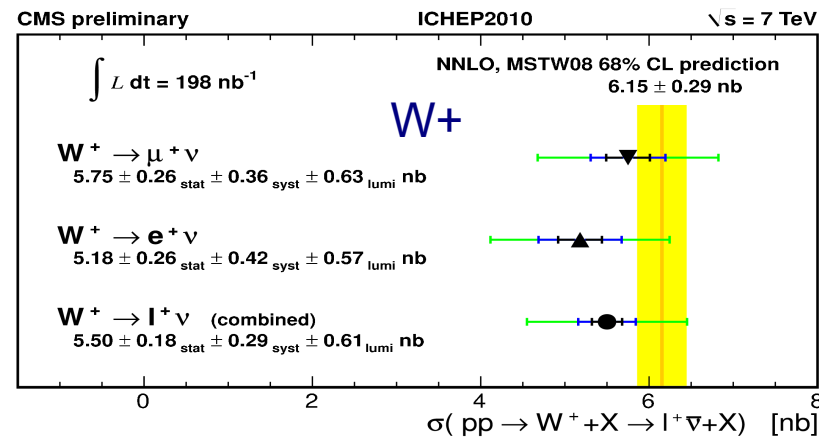 CMS preliminary ICHEP2010 √s = 7 TeV
∫ L dt = 198 nb⁻¹
NNLO, MSTW08 68% CL prediction
6.15 ± 0.29 nb
W+
W⁺ → μ⁺ν
5.75 ± 0.26 stat ± 0.36 syst ± 0.63 lumi nb
W⁺ → e⁺ν
5.18 ± 0.26 stat ± 0.42 syst ± 0.57 lumi nb
W⁺ → l⁺ν (combined)
5.50 ± 0.18 stat ± 0.29 syst ± 0.61 lumi nb
0 2 4 6 8
σ( pp → W⁺+X → l⁺∇+X) [nb]